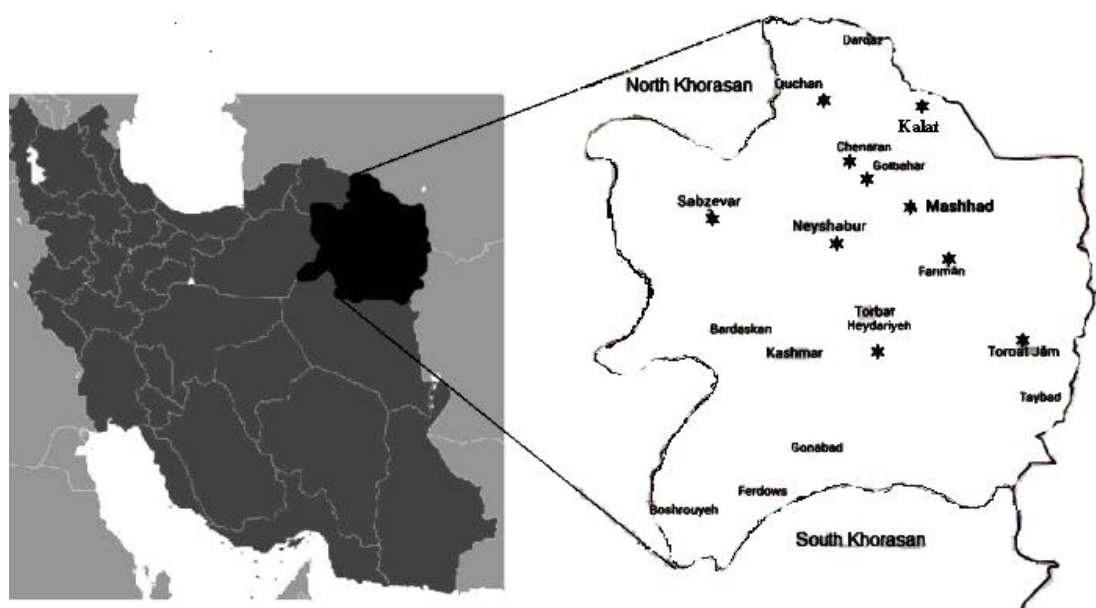 Dargaz
North Khorasan
Quchan
Kalat
Chenaran
Golbahar
Sabzevar
Mashhad
Neyshabur
Farimān
Torbat
Heydariyeh
Bardaskan
Kashmar
Torbat Jām
Taybad
Gonabad
Ferdows
Boshrouyeh
South Khorasan